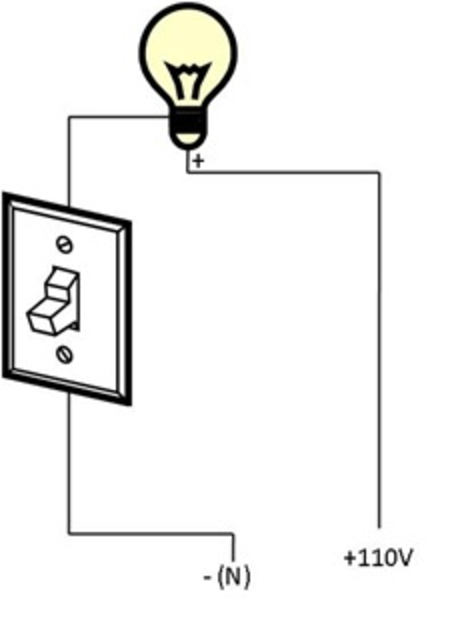 +
- (N)
+110V